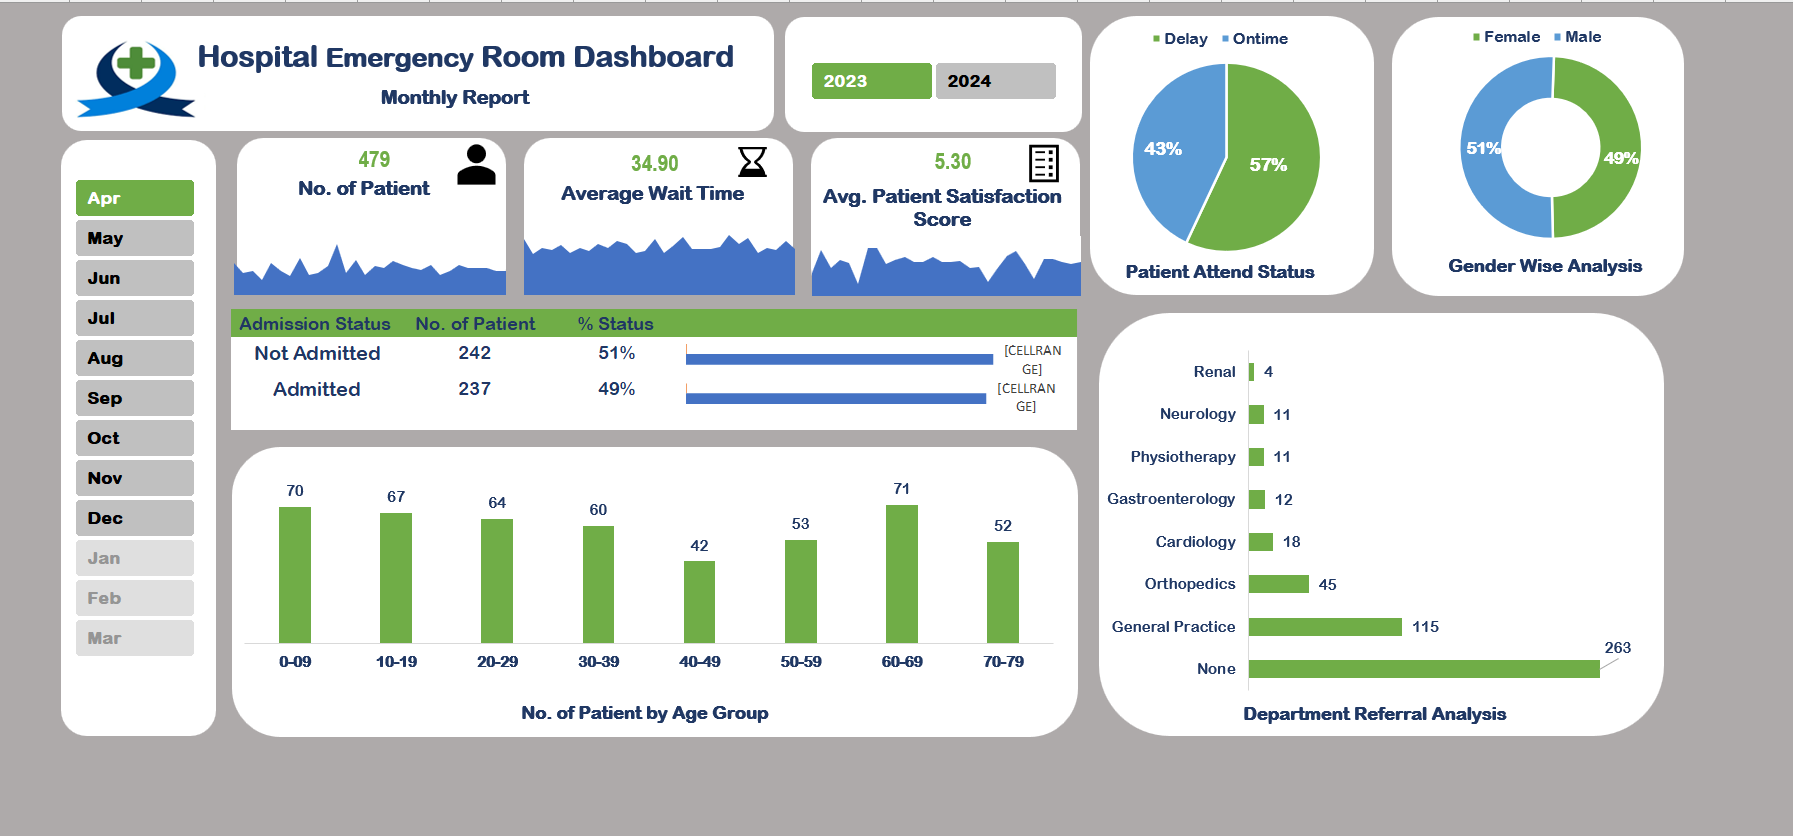 Hospital Emergency Room Dashboard
Monthly Report
2023
2024
Apr
May
Jun
Jul
Aug
Sep
Oct
Nov
Dec
Jan
Feb
Mar
479
No. of Patient
34.90
Average Wait Time
5.30
Avg. Patient Satisfaction
Score
Delay Ontime
43%
57%
Patient Attend Status
Female Male
51%
49%
Gender Wise Analysis
Admission Status No. of Patient % Status
Not Admitted 242 51%
[CELLRAN
GE]
Admitted 237 49%
[CELLRAN
GE]
70
67
64
60
42
53
71
52
0-09 10-19 20-29 30-39 40-49 50-59 60-69 70-79
No. of Patient by Age Group
Renal 4
Neurology 11
Physiotherapy 11
Gastroenterology 12
Cardiology 18
Orthopedics 45
General Practice 115
None 263
Department Referral Analysis